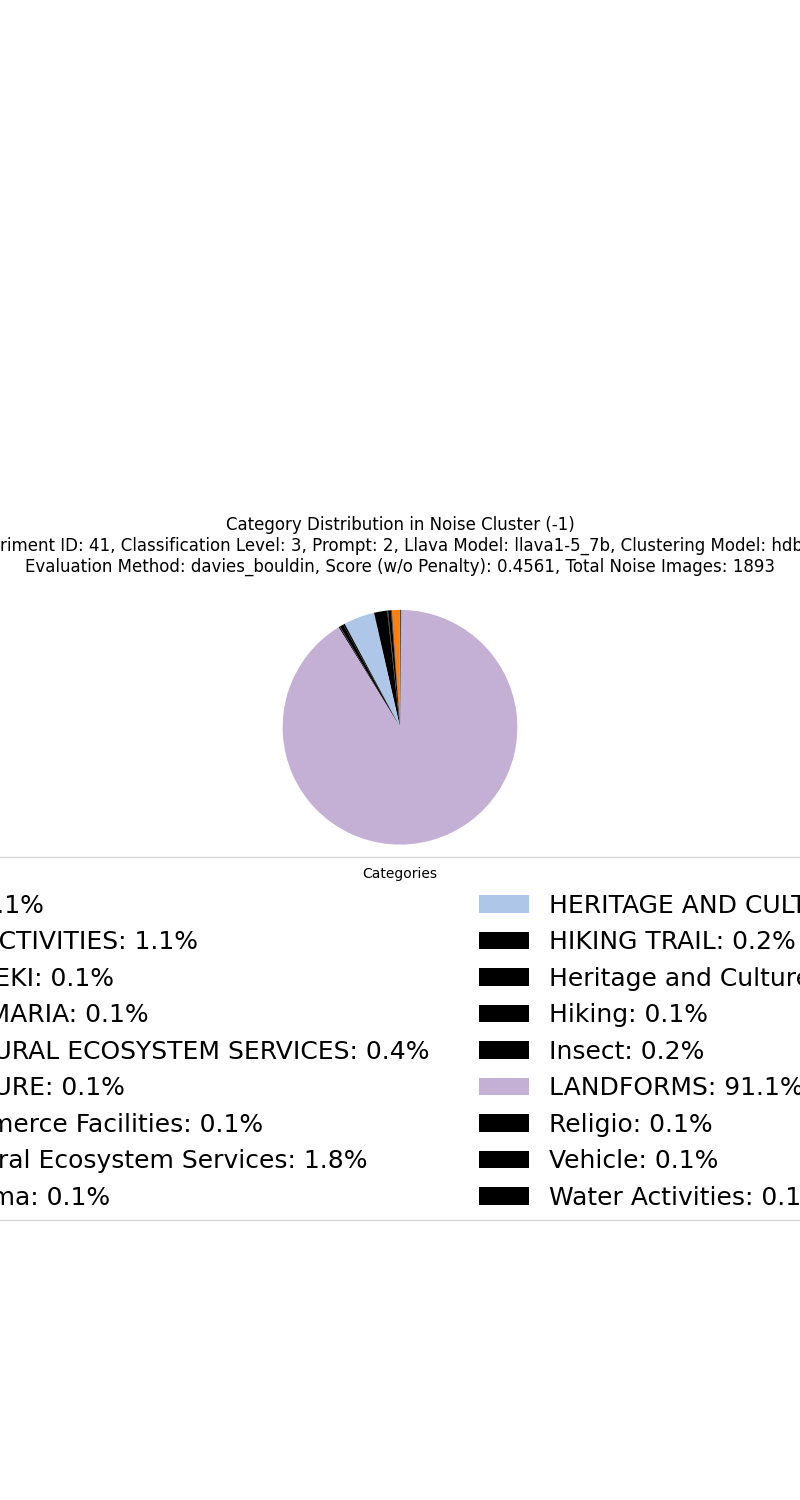 Category Distribution in Noise Cluster (-1)
riment ID: 41, Classification Level: 3, Prompt: 2, Llava Model: llava1-5_7b, Clustering Model: hdb
Evaluation Method: davies_bouldin, Score (w/o Penalty): 0.4561, Total Noise Images: 1893
Categories
.1%
CTIVITIES: 1.1%
EKI: 0.1%
MARIA: 0.1%
URAL ECOSYSTEM SERVICES: 0.4%
URE: 0.1%
merce Facilities: 0.1%
ral Ecosystem Services: 1.8%
ma: 0.1%
HERITAGE AND CULT
HIKING TRAIL: 0.2%
Heritage and Culture
Hiking: 0.1%
Insect: 0.2%
LANDFORMS: 91.1%
Religio: 0.1%
Vehicle: 0.1%
Water Activities: 0.1